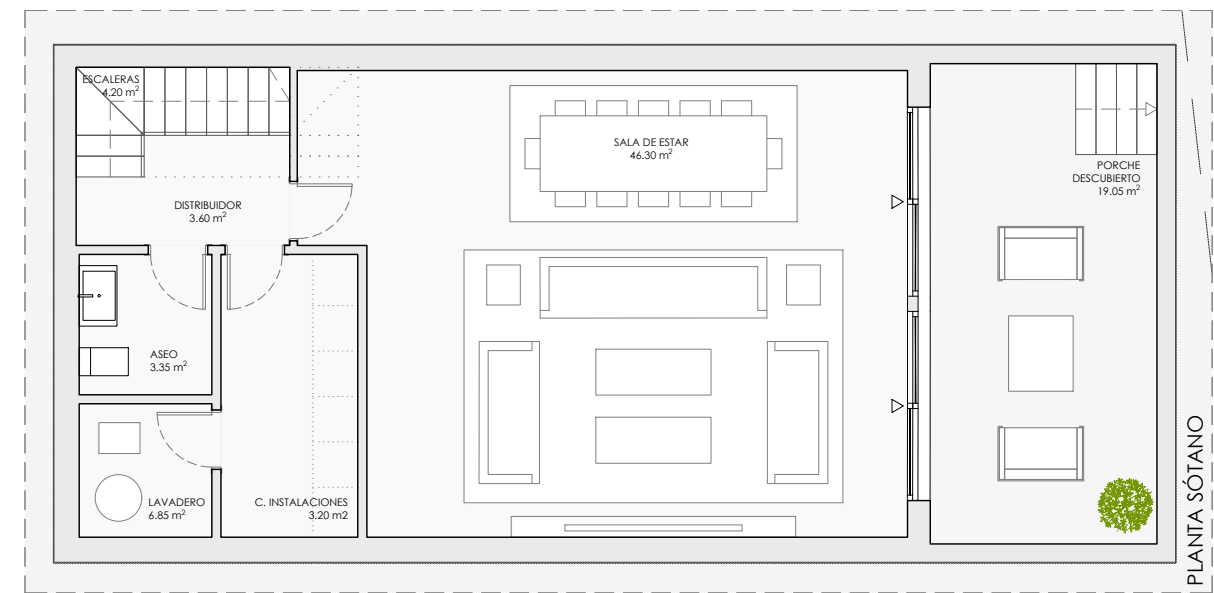 ESCALERAS
4.20 m²
SALA DE ESTAR
46.30 m²
PORCHE
DESCUBIERTO
19.05 m²
DISTRIBUIDOR
3.60 m²
ASEO
3.35 m²
LAVADERO
6.85 m²
C. INSTALACIONES
3.20 m2
PLANTA SÓTANO